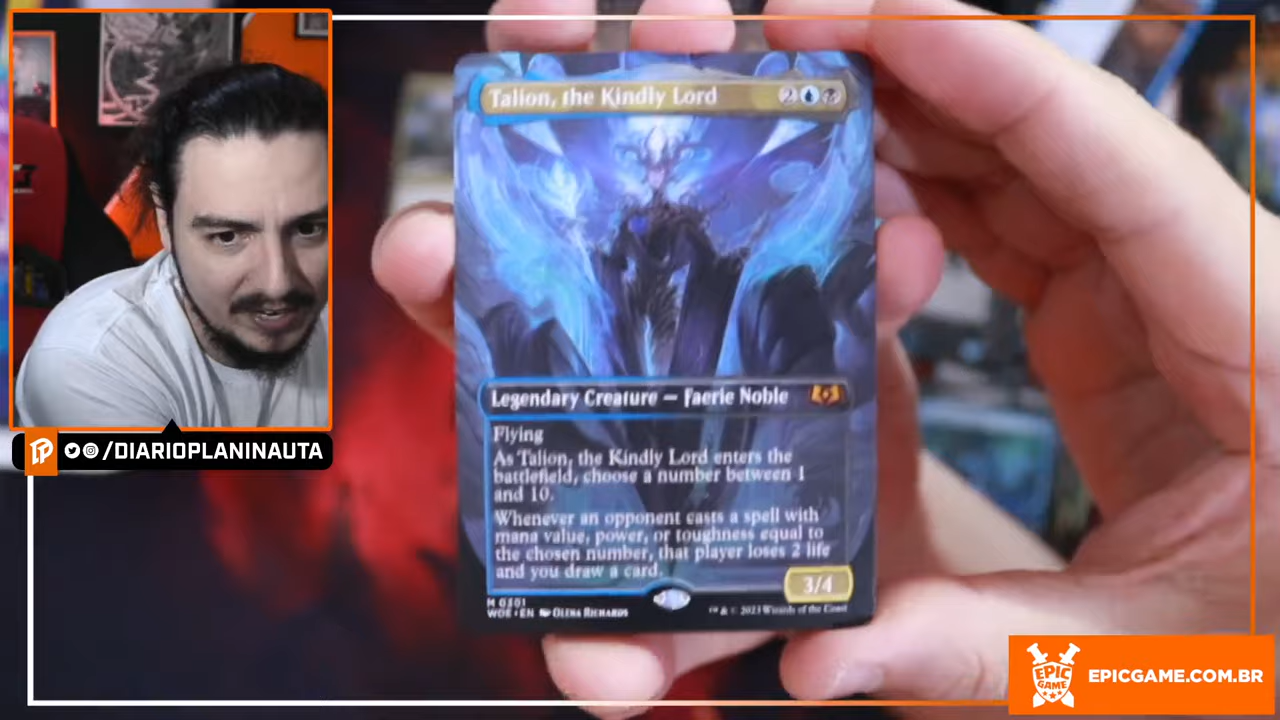 Talion, the Kindly Lord 2
Legendary Creature — Faerie Noble
Flying
As Talion, the Kindly Lord enters the
battlefield, choose a number between 1
and 10.
Whenever an opponent casts a spell with
mana value, power, or toughness equal to
the chosen number, that player loses 2 life
and you draw a card.
3/4
M 0301
WOE • EN OLENA RICHARDS
™ & © 2023 Wizards of the Coast
/DIARIOPLANINAUTA
EPIC
GAME
EPICGAME.COM.BR